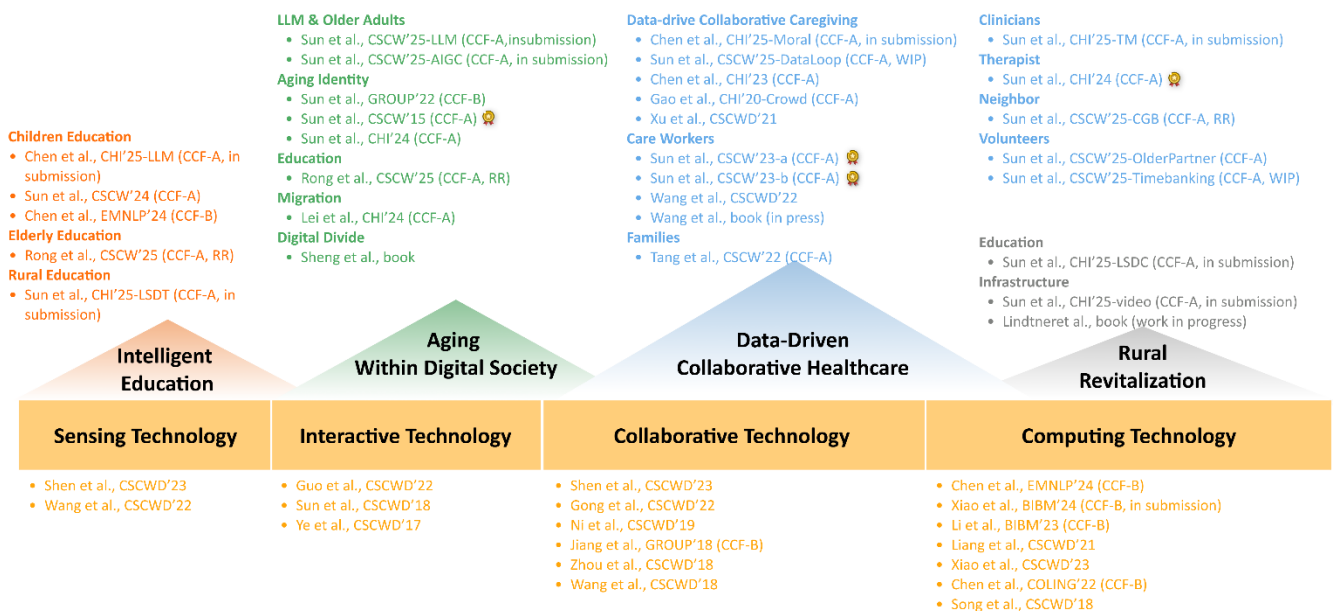 Children Education
• Chen et al., CHI'25-LLM (CCF-A, in
submission)
• Sun et al., CSCW'24 (CCF-A)
• Chen et al., EMNLP'24 (CCF-B)
Elderly Education
• Rong et al., CSCW'25 (CCF-A, RR)
Rural Education
• Sun et al., CHI'25-LSDT (CCF-A, in
submission)
LLM & Older Adults
• Sun et al., CSCW'25-LLM (CCF-A,insubmission)
• Sun et al., CSCW'25-AIGC (CCF-A, in submission)
Aging Identity
• Sun et al., GROUP'22 (CCF-B)
• Sun et al., CSCW'15 (CCF-A)
• Sun et al., CHI'24 (CCF-A)
Education
• Rong et al., CSCW'25 (CCF-A, RR)
Migration
• Lei et al., CHI'24 (CCF-A)
Digital Divide
• Sheng et al., book
Data-drive Collaborative Caregiving
• Chen et al., CHI'25-Moral (CCF-A, in submission)
• Sun et al., CSCW'25-DataLoop (CCF-A, WIP)
• Chen et al., CHI'23 (CCF-A)
• Gao et al., CHI'20-Crowd (CCF-A)
• Xu et al., CSCWD'21
Care Workers
• Sun et al., CSCW'23-a (CCF-A)
• Sun et al., CSCW'23-b (CCF-A)
• Wang et al., CSCWD'22
• Wang et al., book (in press)
Families
• Tang et al., CSCW'22 (CCF-A)
Clinicians
• Sun et al., CHI'25-TM (CCF-A, in submission)
Therapist
• Sun et al., CHI'24 (CCF-A)
Neighbor
• Sun et al., CSCW'25-CGB (CCF-A, RR)
Volunteers
• Sun et al., CSCW'25-OlderPartner (CCF-A)
• Sun et al., CSCW'25-Timebanking (CCF-A, WIP)
Education
• Sun et al., CHI'25-LSDC (CCF-A, in submission)
Infrastructure
• Sun et al., CHI'25-video (CCF-A, in submission)
• Lindtneret al., book (work in progress)
Intelligent
Education
Aging
Within Digital Society
Data-Driven
Collaborative Healthcare
Rural
Revitalization
Sensing Technology
Interactive Technology
Collaborative Technology
Computing Technology
• Shen et al., CSCWD'23
• Wang et al., CSCWD'22
• Guo et al., CSCWD'22
• Sun et al., CSCWD'18
• Ye et al., CSCWD'17
• Shen et al., CSCWD'23
• Gong et al., CSCWD'22
• Ni et al., CSCWD'19
• Jiang et al., GROUP'18 (CCF-B)
• Zhou et al., CSCWD'18
• Wang et al., CSCWD'18
• Chen et al., EMNLP'24 (CCF-B)
• Xiao et al., BIBM'24 (CCF-B, in submission)
• Li et al., BIBM'23 (CCF-B)
• Liang et al., CSCWD'21
• Xiao et al., CSCWD'23
• Chen et al., COLING'22 (CCF-B)
• Song et al., CSCWD'18